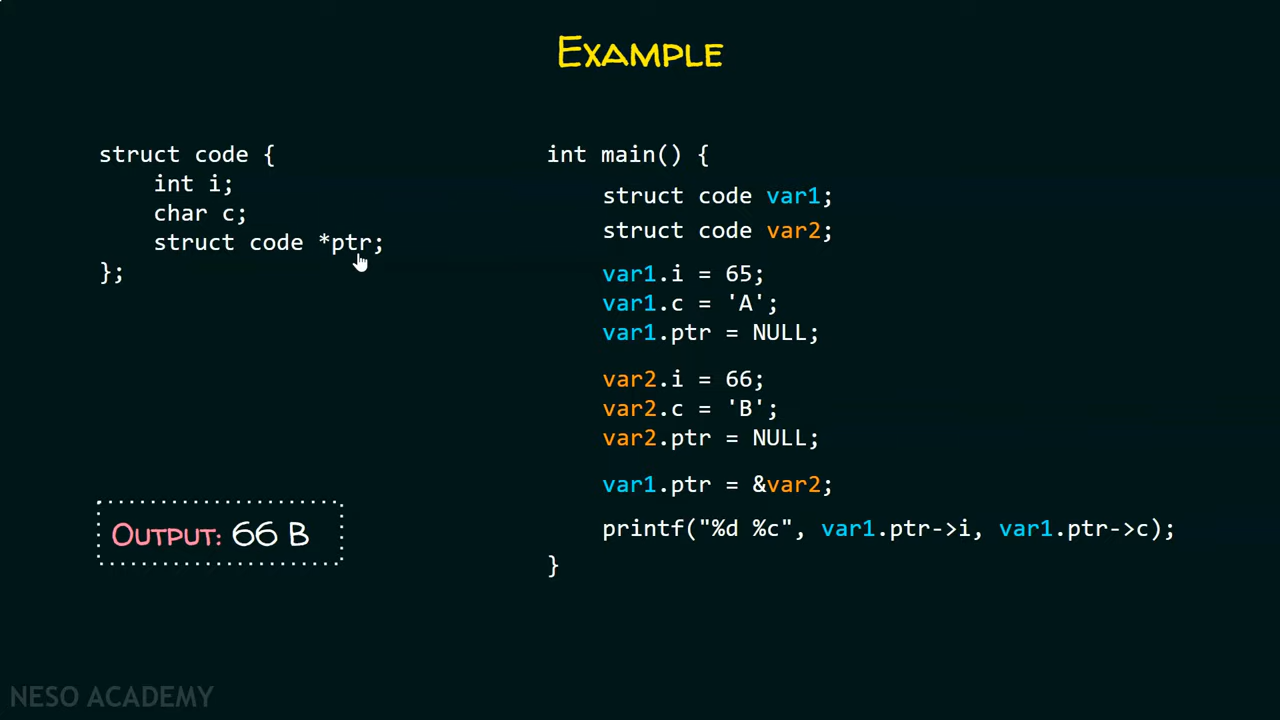 EXAMPLE
struct code {
int i;
char c;
struct code *ptr;
};
int main() {
struct code var1;
struct code var2;
var1.i = 65;
var1.c = 'A';
var1.ptr = NULL;
var2.i = 66;
var2.c = 'B';
var2.ptr = NULL;
var1.ptr = &var2;
printf("%d %c", var1.ptr->i, var1.ptr->c);
}
OUTPUT: 66 B
NESO ACADEMY